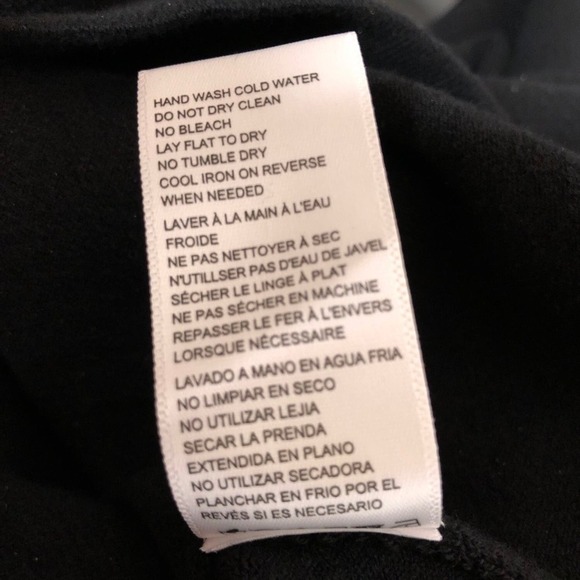 HAND WASH COLD WATER
DO NOT DRY CLEAN
NO BLEACH
LAY FLAT TO DRY
NO TUMBLE DRY
COOL IRON ON REVERSE
WHEN NEEDED
LAVER À LA MAIN À L'EAU
FROIDE
NE PAS NETTOYER À SEC
N'UTILLSER PAS D'EAU DE JAVEL
SÉCHER LE LINGE À PLAT
NE PAS SÉCHER EN MACHINE
REPASSER LE FER À L'ENVERS
LORSQUE NÉCESSAIRE
LAVADO A MANO EN AGUA FRIA
NO LIMPIAR EN SECO
NO UTILIZAR LEJIA
SECAR LA PRENDA
EXTENDIDA EN PLANO
NO UTILIZAR SECADORA
PLANCHAR EN FRIO POR EL
REVÉS SI ES NECESARIO